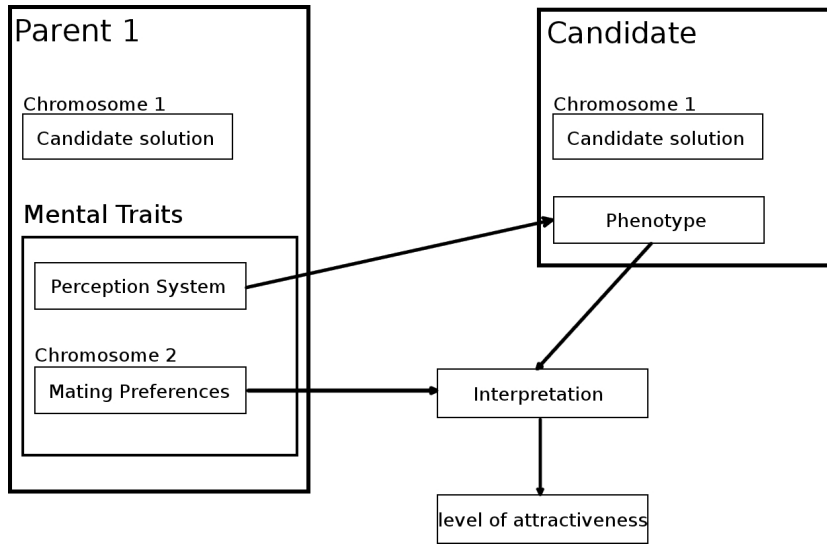 Parent 1
Chromosome 1
Candidate solution
Mental Traits
Perception System
Chromosome 2
Mating Preferences
Candidate
Chromosome 1
Candidate solution
Phenotype
Interpretation
level of attractiveness